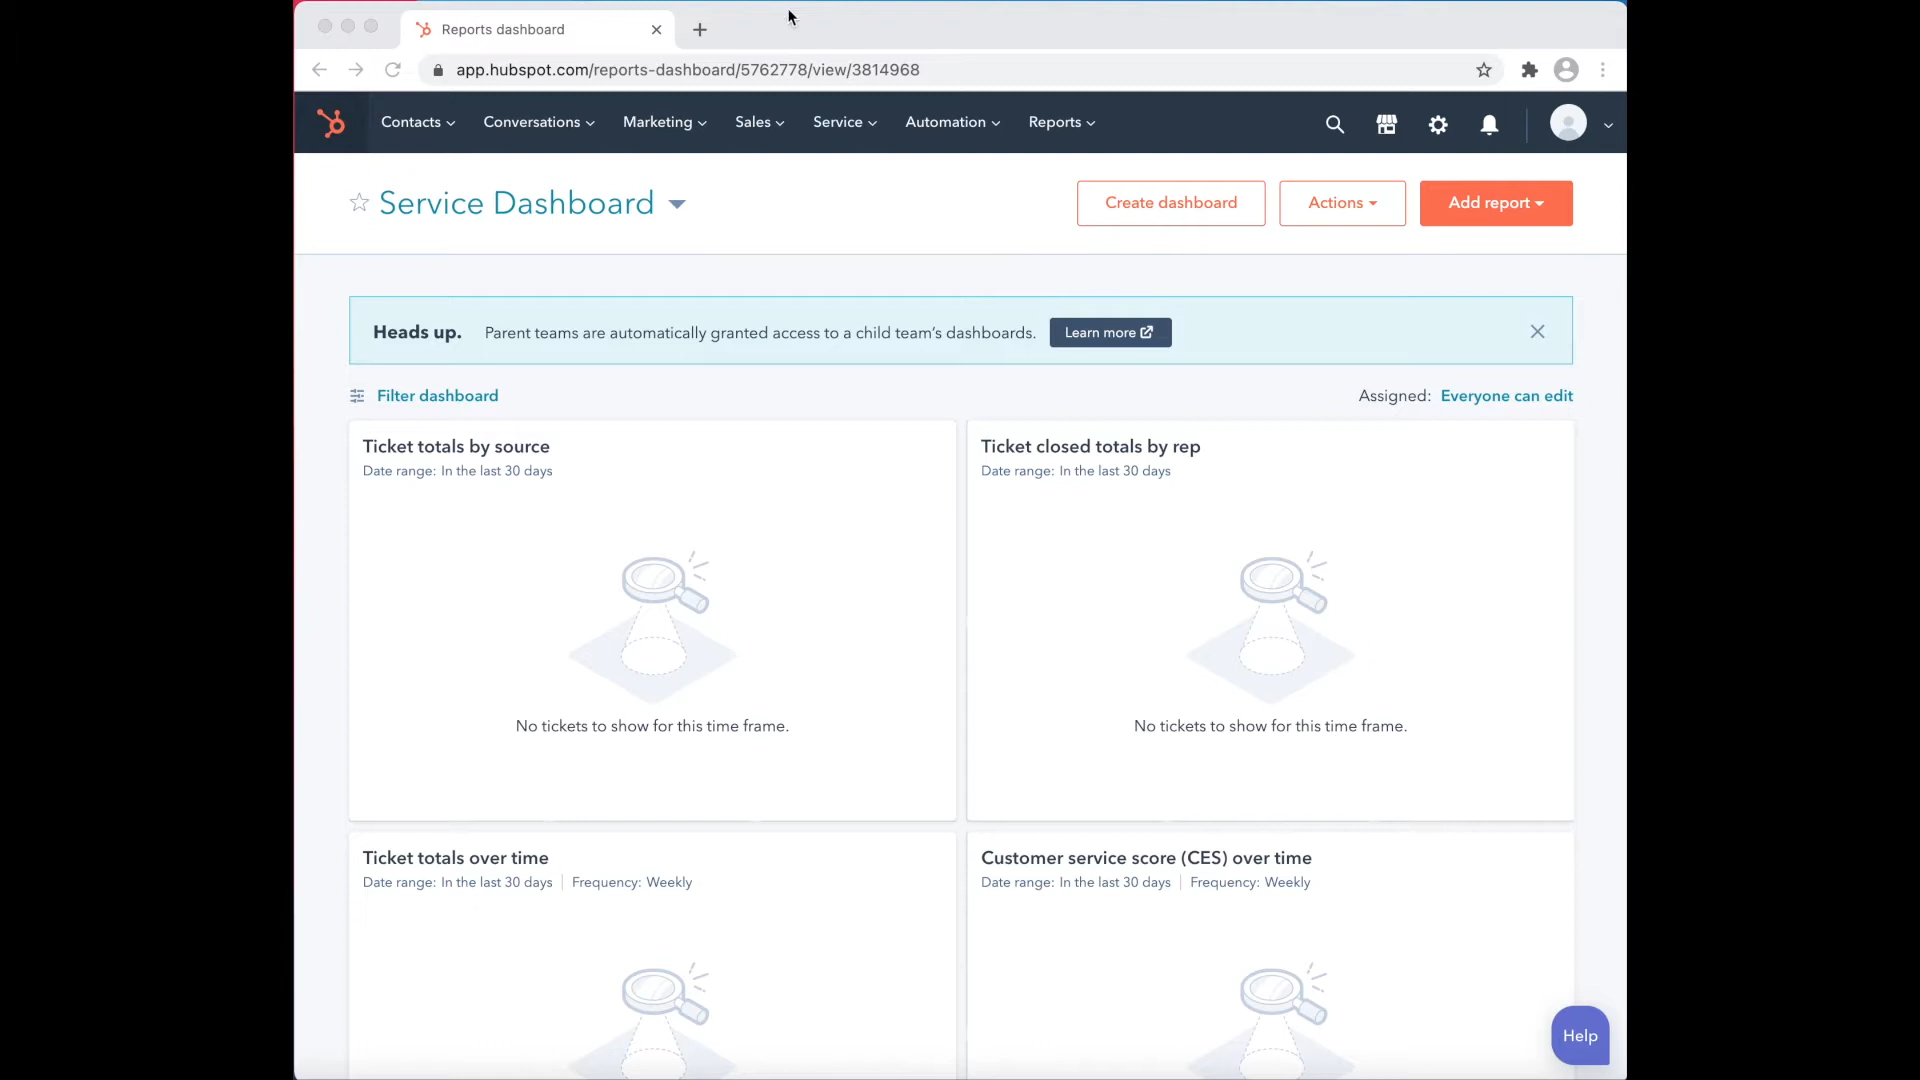 Reports dashboard
app.hubspot.com/reports-dashboard/5762778/view/3814968
Contacts Conversations Marketing Sales Service Automation Reports
Service Dashboard
Create dashboard
Actions
Add report
Heads up. Parent teams are automatically granted access to a child team’s dashboards. Learn more
Filter dashboard
Assigned: Everyone can edit
Ticket totals by source
Date range: In the last 30 days
No tickets to show for this time frame.
Ticket closed totals by rep
Date range: In the last 30 days
No tickets to show for this time frame.
Ticket totals over time
Date range: In the last 30 days Frequency: Weekly
Customer service score (CES) over time
Date range: In the last 30 days Frequency: Weekly
Help